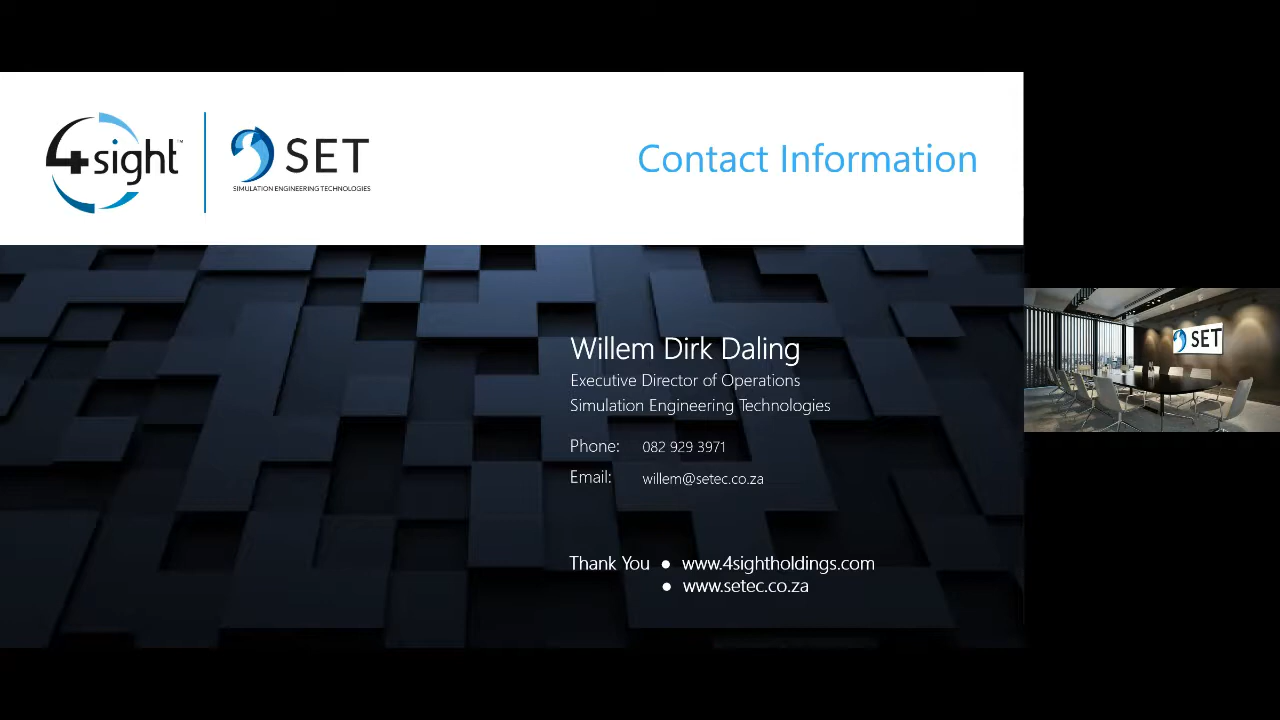 4sight™
SET
SIMULATION ENGINEERING TECHNOLOGIES
Contact Information
Willem Dirk Daling
Executive Director of Operations
Simulation Engineering Technologies
Phone: 082 929 3971
Email: willem@setec.co.za
Thank You • www.4sightholdings.com
• www.setec.co.za
SET